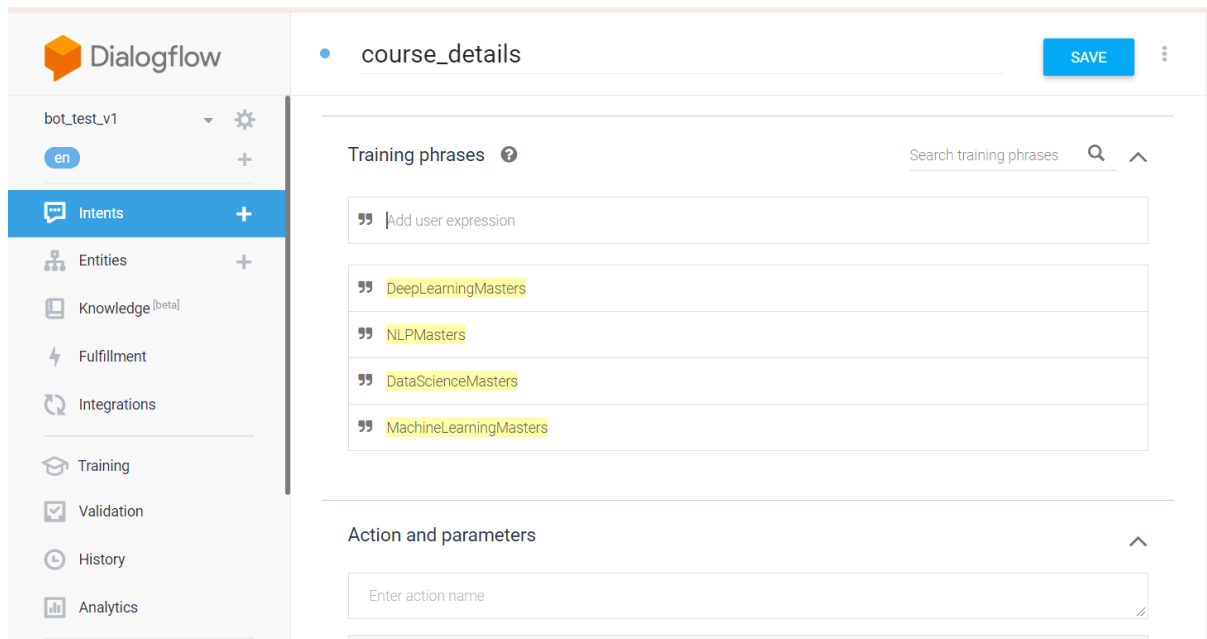 Dialogflow
course_details
SAVE
bot_test_v1
en
Intents
Entities
Knowledge [beta]
Fulfillment
Integrations
Training
Validation
History
Analytics
Training phrases
Search training phrases
Add user expression
DeepLearningMasters
NLPMasters
DataScienceMasters
MachineLearningMasters
Action and parameters
Enter action name